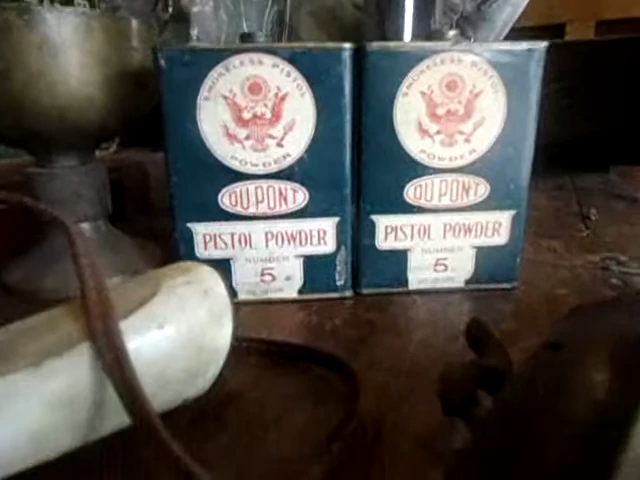 SMOKELESS PISTOL
POWDER
DU PONT
PISTOL POWDER
NUMBER
5
SMOKELESS PISTOL
POWDER
DU PONT
PISTOL POWDER
NUMBER
5